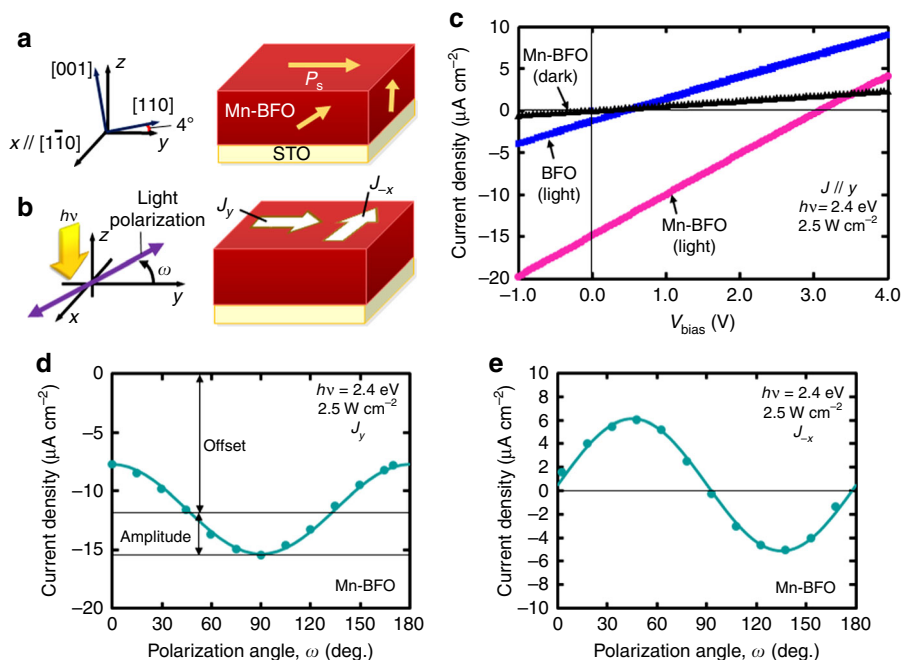 a
[001]
z
[110]
4°
y
x // [11̄0]
Pₛ
Mn-BFO
STO
b
hν
Light
polarization
z
ω
y
x
J_y
J_–x
c
Current density (µA cm⁻²)
10
5
0
−5
−10
−15
−20
−1.0
0.0
1.0
2.0
3.0
4.0
V_bias (V)
Mn-BFO
(dark)
BFO
(light)
Mn-BFO
(light)
J // y
hν = 2.4 eV
2.5 W cm⁻²
d
Current density (µA cm⁻²)
0
−5
−10
−15
−20
0
30
60
90
120
150
180
Polarization angle, ω (deg.)
hν = 2.4 eV
2.5 W cm⁻²
J_y
Offset
Amplitude
Mn-BFO
e
Current density (µA cm⁻²)
10
8
6
4
2
0
−2
−4
−6
−8
−10
0
30
60
90
120
150
180
Polarization angle, ω (deg.)
hν = 2.4 eV
2.5 W cm⁻²
J_–x
Mn-BFO